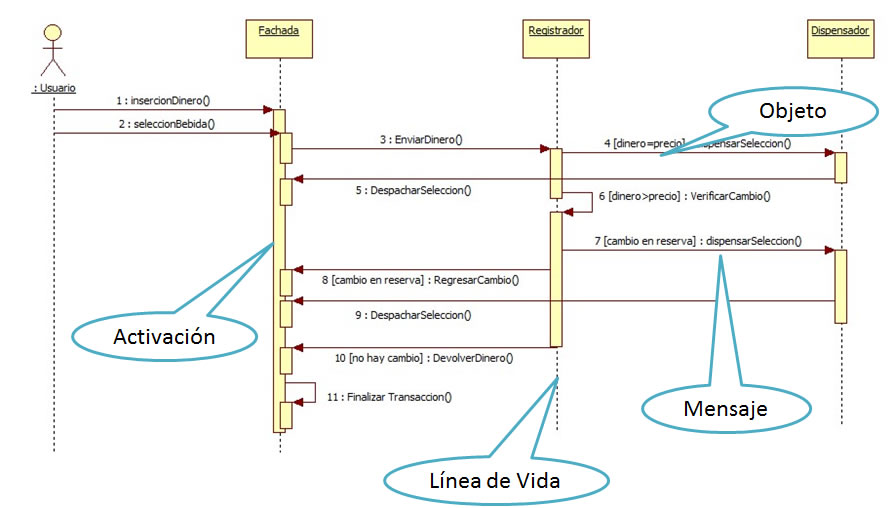 Fachada
Registrador
Dispensador
: Usuario
1 : insercionDinero()
2 : seleccionBebida()
Objeto
3 : EnviarDinero()
4 [dinero=precio] spensarSeleccion()
5 : DespacharSeleccion()
6 [dinero>precio] : VerificarCambio()
7 [cambio en reserva] : dispensarSeleccion()
8 [cambio en reserva] : RegresarCambio()
9 : DespacharSeleccion()
Activación
10 [no hay cambio] : DevolverDinero()
11 : Finalizar Transaccion()
Mensaje
Línea de Vida